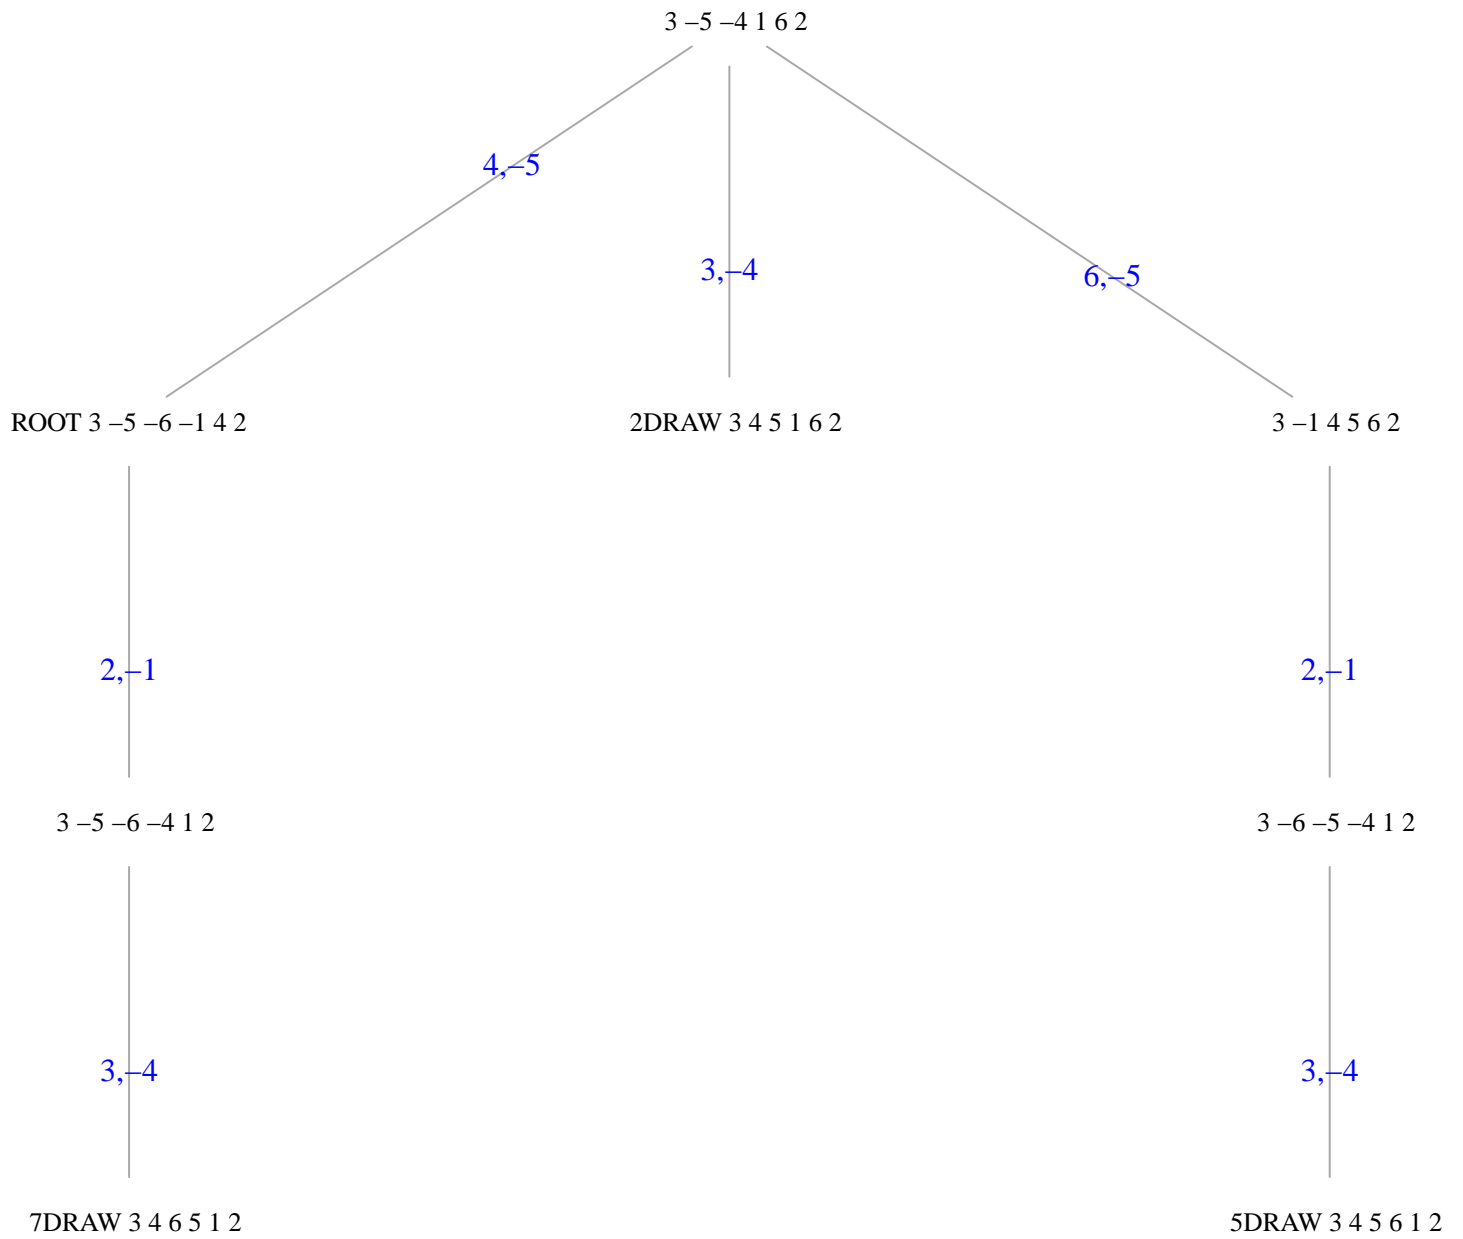 3 –5 –4 1 6 2
4,–5
3,–4
6,–5
ROOT 3 –5 –6 –1 4 2
2DRAW 3 4 5 1 6 2
3 –1 4 5 6 2
2,–1
2,–1
3 –5 –6 –4 1 2
3 –6 –5 –4 1 2
3,–4
3,–4
7DRAW 3 4 6 5 1 2
5DRAW 3 4 5 6 1 2